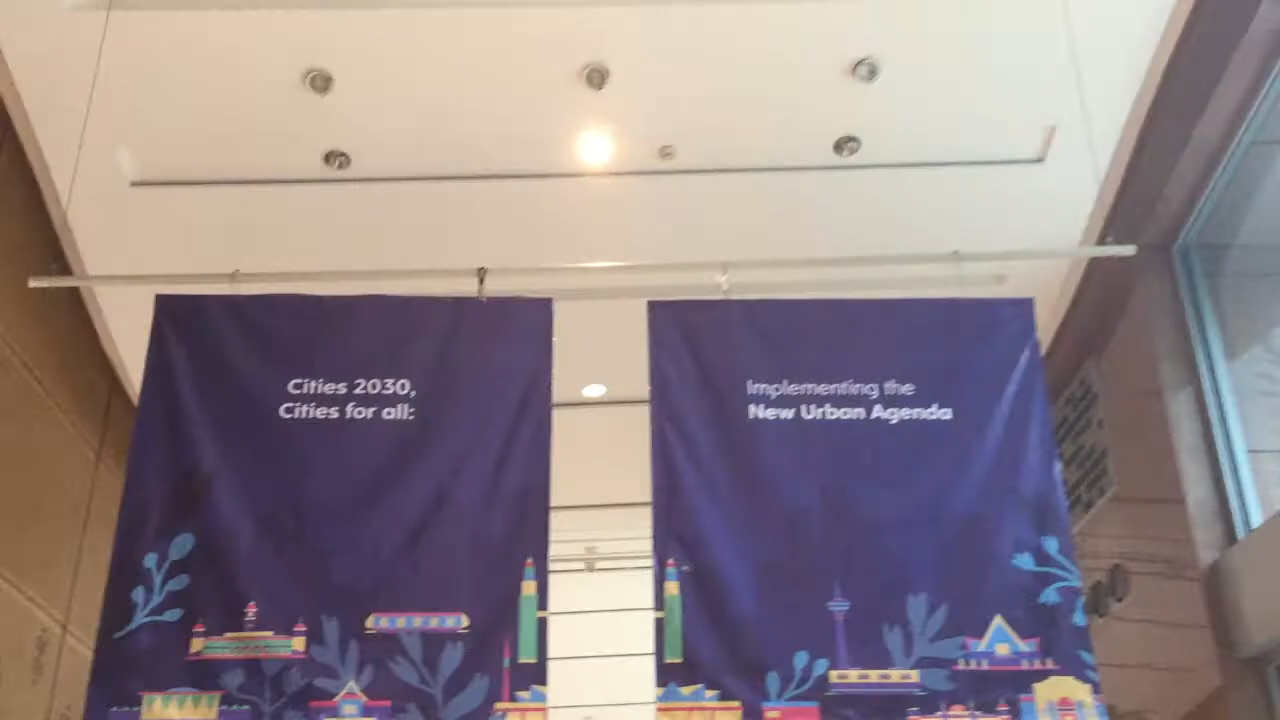 Cities 2030,
Cities for all:
Implementing the
New Urban Agenda